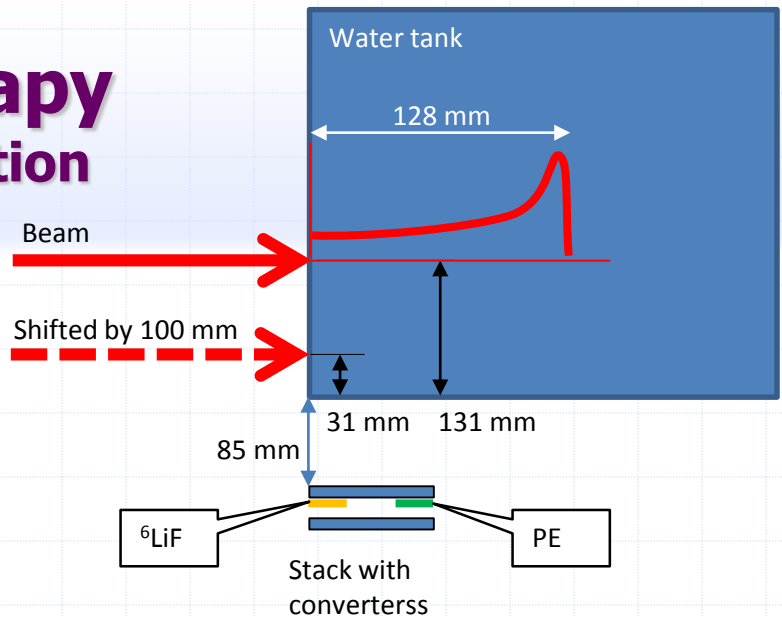 apy
tion
Water tank
128 mm
Beam
Shifted by 100 mm
31 mm
131 mm
85 mm
⁶LiF
PE
Stack with
converterss